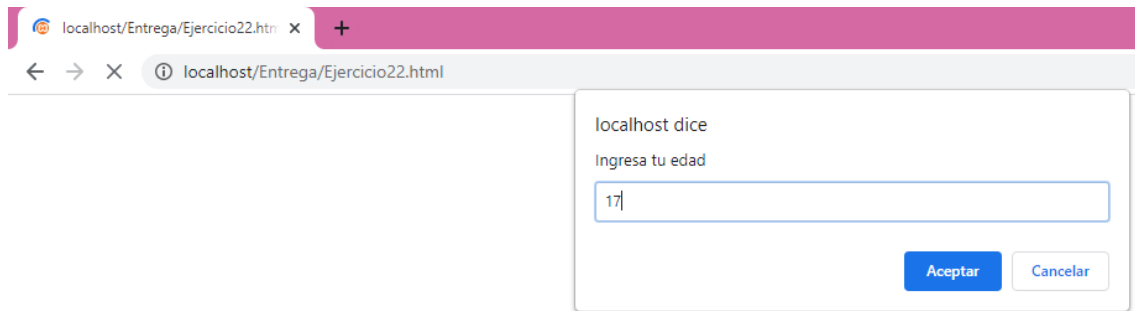 localhost/Entrega/Ejercicio22.htm
localhost/Entrega/Ejercicio22.html
localhost dice
Ingresa tu edad
17
Aceptar Cancelar